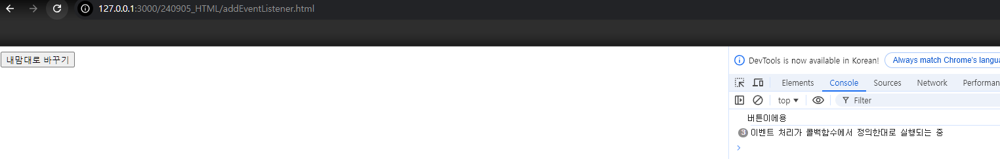 127.0.0.1:3000/240905_HTML/addEventListener.html
내맘대로 바꾸기
DevTools is now available in Korean! Always match Chrome's langua
Elements Console Sources Network Performan
top Filter
버튼이에용
3 이벤트 처리가 콜백함수에서 정의한대로 실행되는 중